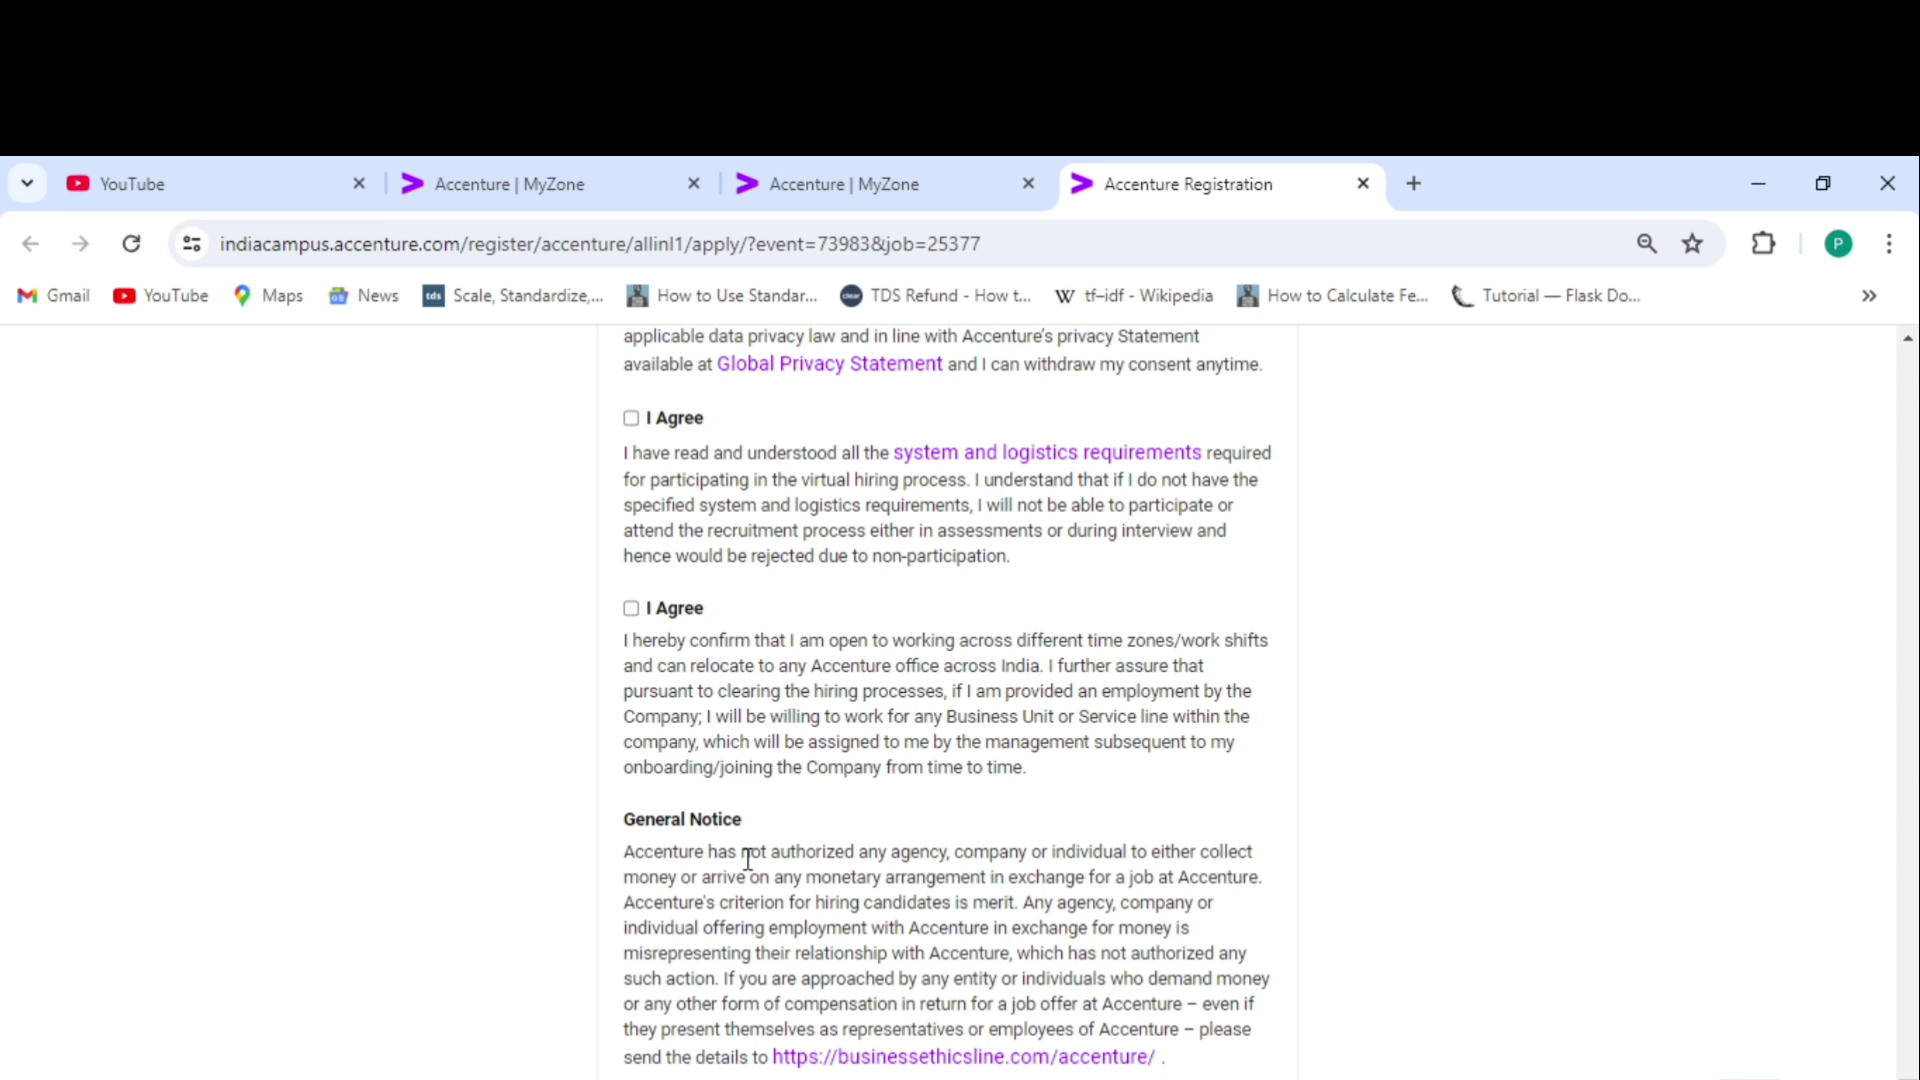 YouTube
Accenture | MyZone
Accenture | MyZone
Accenture Registration
indiacampus.accenture.com/register/accenture/allinl1/apply/?event=73983&job=25377
P
Gmail
YouTube
Maps
News
tds Scale, Standardize,...
How to Use Standar...
clear TDS Refund - How t...
W tf–idf - Wikipedia
How to Calculate Fe...
Tutorial — Flask Do...
applicable data privacy law and in line with Accenture's privacy Statement
available at Global Privacy Statement and I can withdraw my consent anytime.
I Agree
I have read and understood all the system and logistics requirements required
for participating in the virtual hiring process. I understand that if I do not have the
specified system and logistics requirements, I will not be able to participate or
attend the recruitment process either in assessments or during interview and
hence would be rejected due to non-participation.
I Agree
I hereby confirm that I am open to working across different time zones/work shifts
and can relocate to any Accenture office across India. I further assure that
pursuant to clearing the hiring processes, if I am provided an employment by the
Company; I will be willing to work for any Business Unit or Service line within the
company, which will be assigned to me by the management subsequent to my
onboarding/joining the Company from time to time.
General Notice
Accenture has not authorized any agency, company or individual to either collect
money or arrive on any monetary arrangement in exchange for a job at Accenture.
Accenture's criterion for hiring candidates is merit. Any agency, company or
individual offering employment with Accenture in exchange for money is
misrepresenting their relationship with Accenture, which has not authorized any
such action. If you are approached by any entity or individuals who demand money
or any other form of compensation in return for a job offer at Accenture – even if
they present themselves as representatives or employees of Accenture – please
send the details to https://businessethicsline.com/accenture/ .